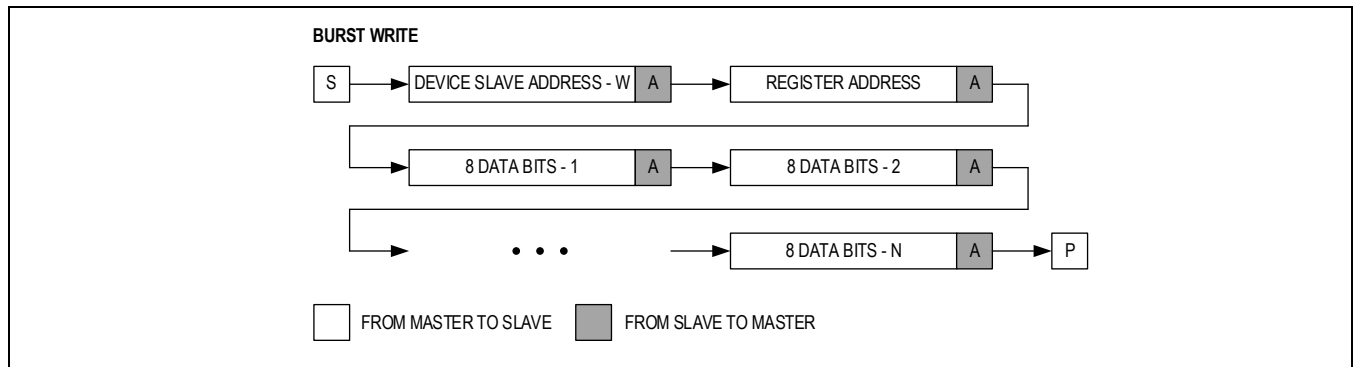 BURST WRITE
S DEVICE SLAVE ADDRESS - W A REGISTER ADDRESS A
8 DATA BITS - 1 A 8 DATA BITS - 2 A
• • • 8 DATA BITS - N A P
FROM MASTER TO SLAVE FROM SLAVE TO MASTER